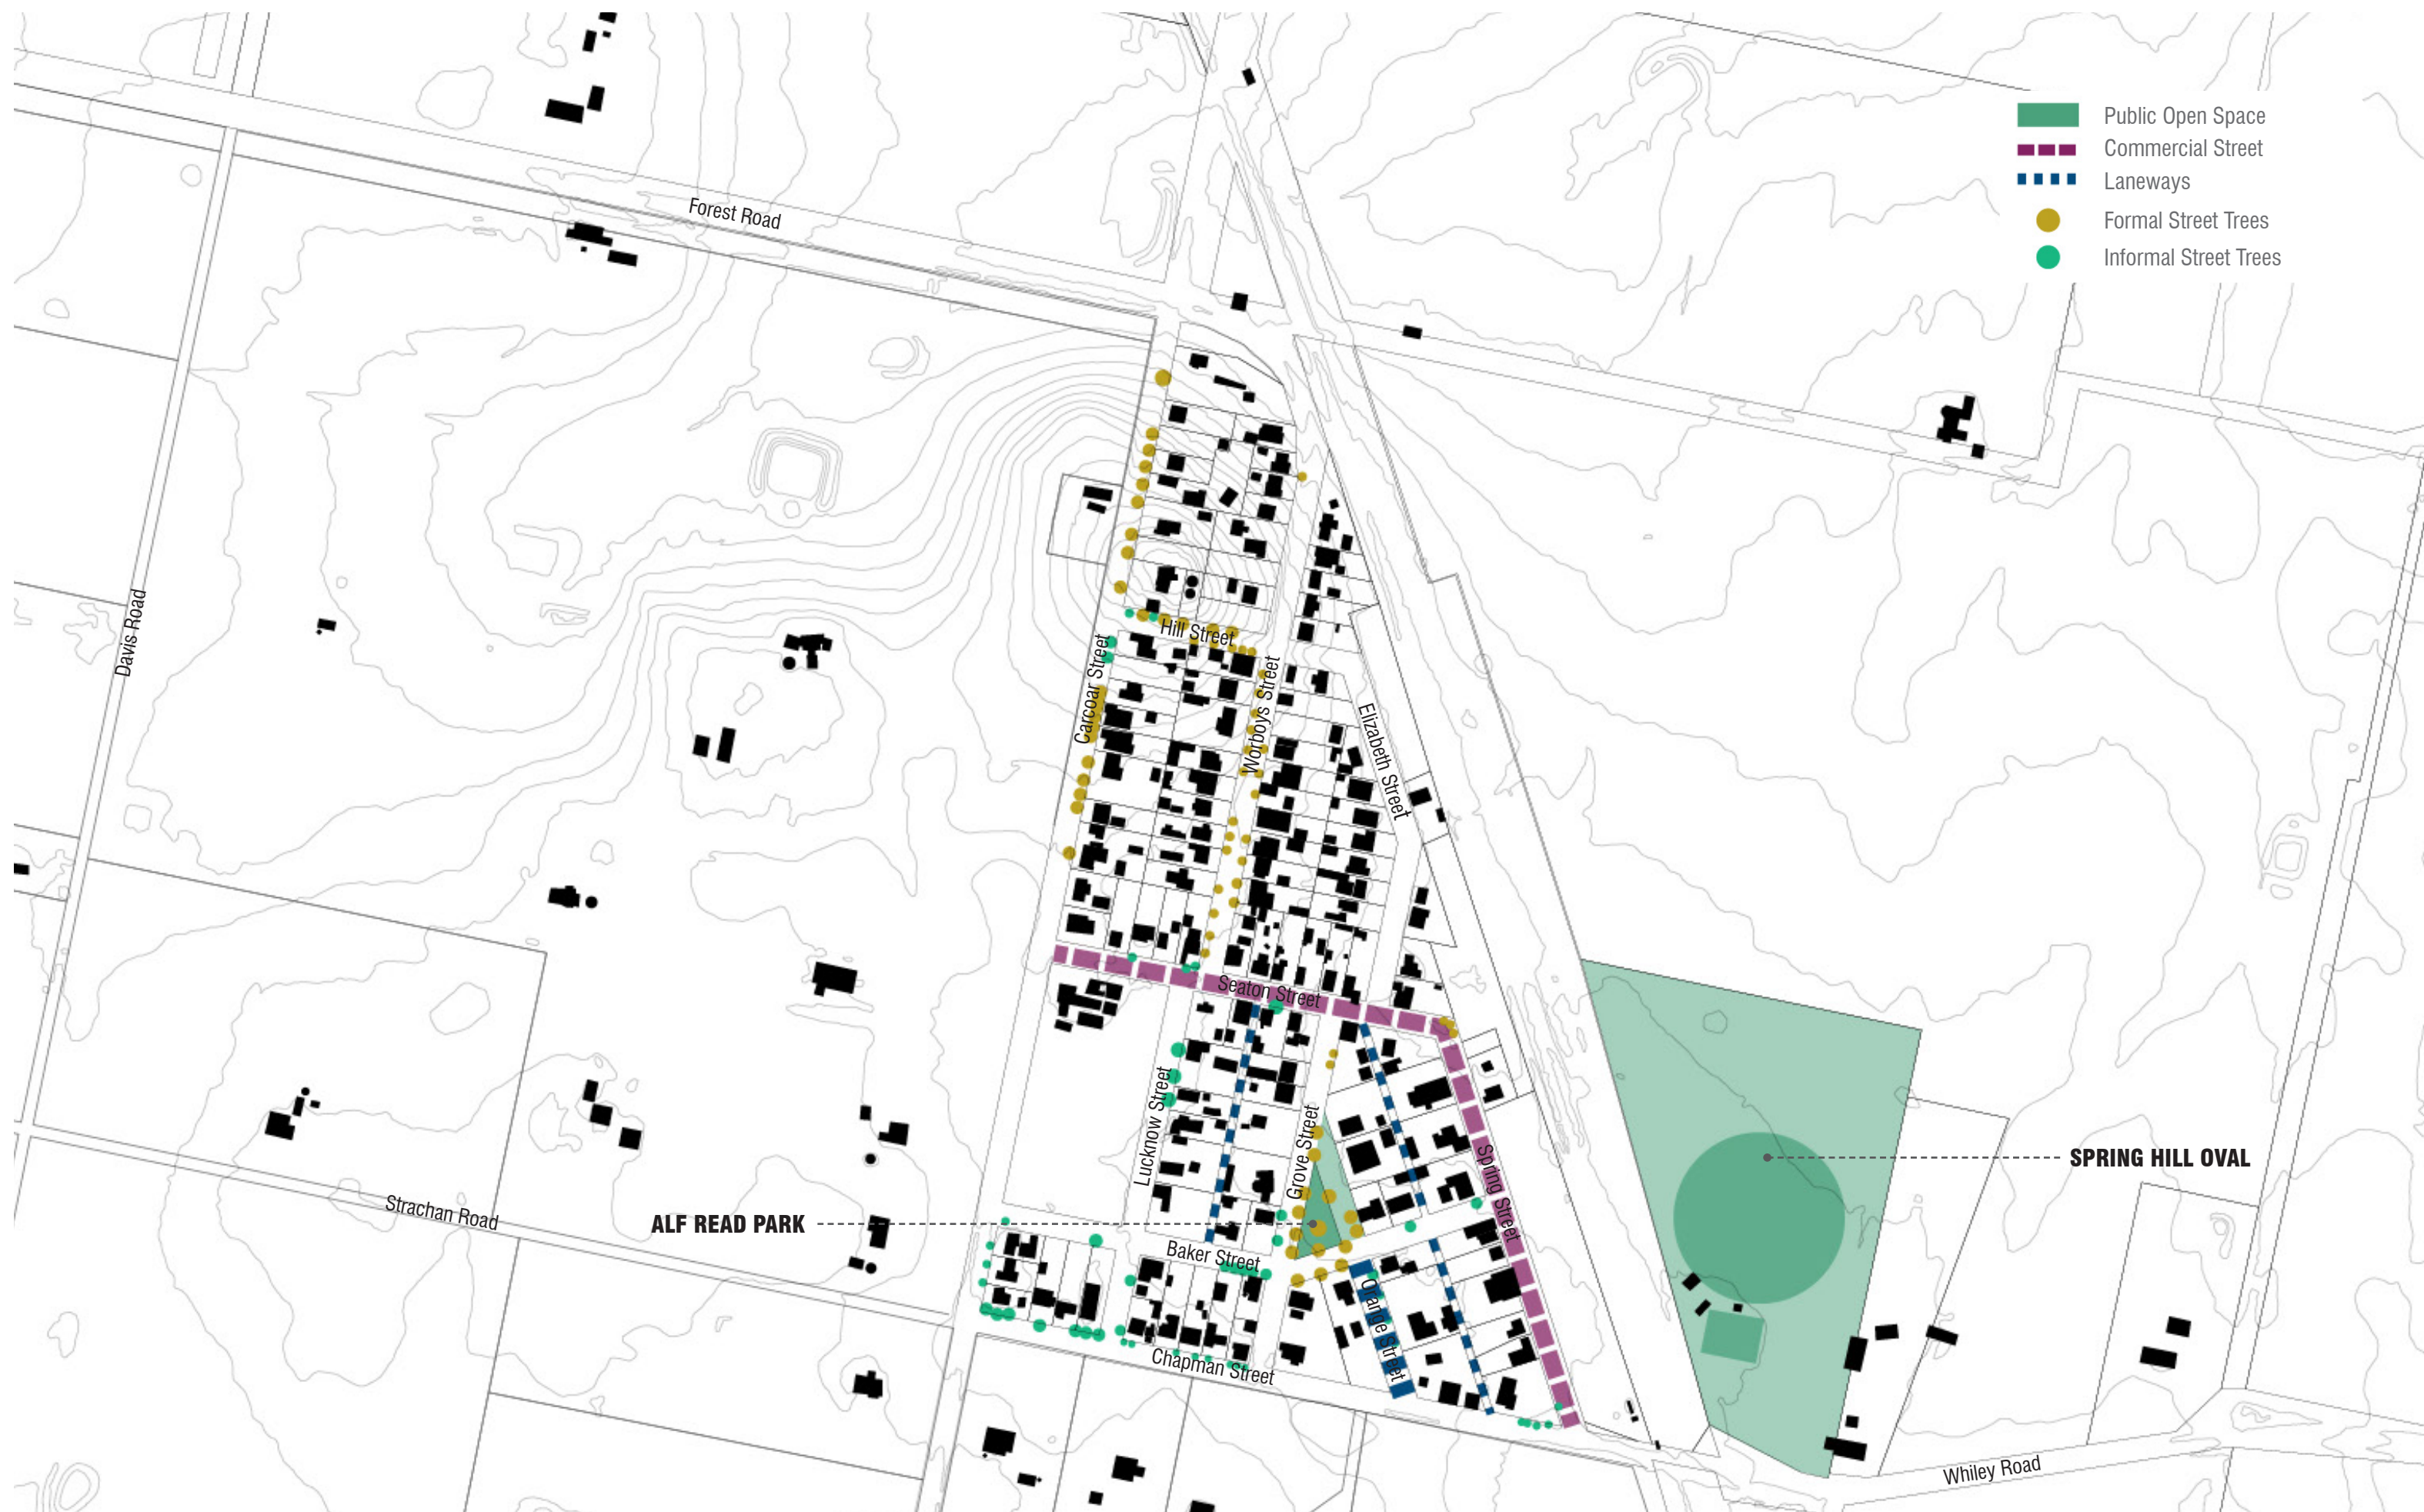 Public Open Space
Commercial Street
Laneways
Formal Street Trees
Informal Street Trees
Forest Road
Davis Road
Hill Street
Carcoar Street
Worboys Street
Elizabeth Street
Seaton Street
Lucknow Street
Grove Street
Spring Street
SPRING HILL OVAL
Strachan Road
ALF READ PARK
Baker Street
Orange Street
Chapman Street
Whiley Road